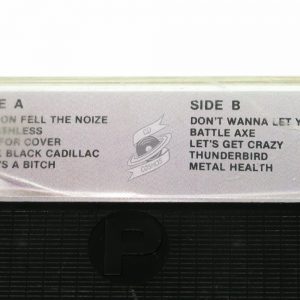 E A
ON FELL THE NOIZE
THLESS
FOR COVER
E BLACK CADILLAC
'S A BITCH
SIDE B
DON'T WANNA LET Y
BATTLE AXE
LET'S GET CRAZY
THUNDERBIRD
METAL HEALTH
P